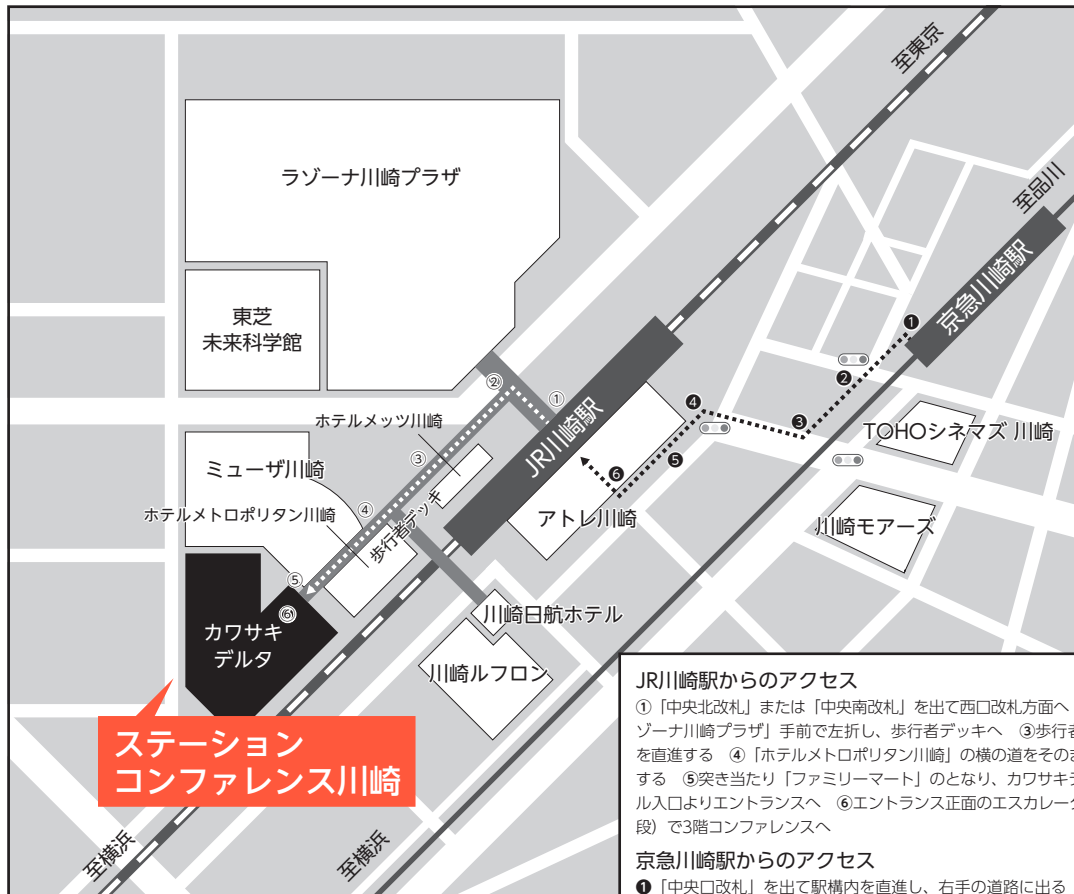 至東京
至品川
ラゾーナ川崎プラザ
京急川崎駅
東芝
未来科学館
❶
②
①
❷
ホテルメッツ川崎
JR川崎駅
❹
❸
TOHOシネマズ 川崎
③
❺
ミューザ川崎
❻
ホテルメトロポリタン川崎
④
歩行者デッキ
アトレ川崎
川崎モアーズ
⑤
⑥
カワサキ
デルタ
川崎日航ホテル
川崎ルフロン
ステーション
コンファレンス川崎
至横浜
至横浜
JR川崎駅からのアクセス
①「中央北改札」または「中央南改札」を出て西口改札方面へ
ゾーナ川崎プラザ」手前で左折し、歩行者デッキへ ③歩行者
を直進する ④「ホテルメトロポリタン川崎」の横の道をそのま
する ⑤突き当たり「ファミリーマート」のとなり、カワサキデ
ル入口よりエントランスへ ⑥エントランス正面のエスカレータ
段）で3階コンファレンスへ
京急川崎駅からのアクセス
❶「中央口改札」を出て駅構内を直進し、右手の道路に出る